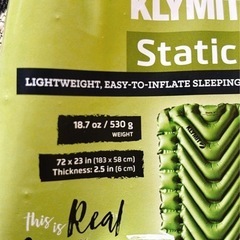 KLYMIT
Static
LIGHTWEIGHT, EASY-TO-INFLATE SLEEPING
18.7 oz / 530 g
WEIGHT
72 x 23 in (183 x 58 cm)
Thickness: 2.5 in (6 cm)
this is Real